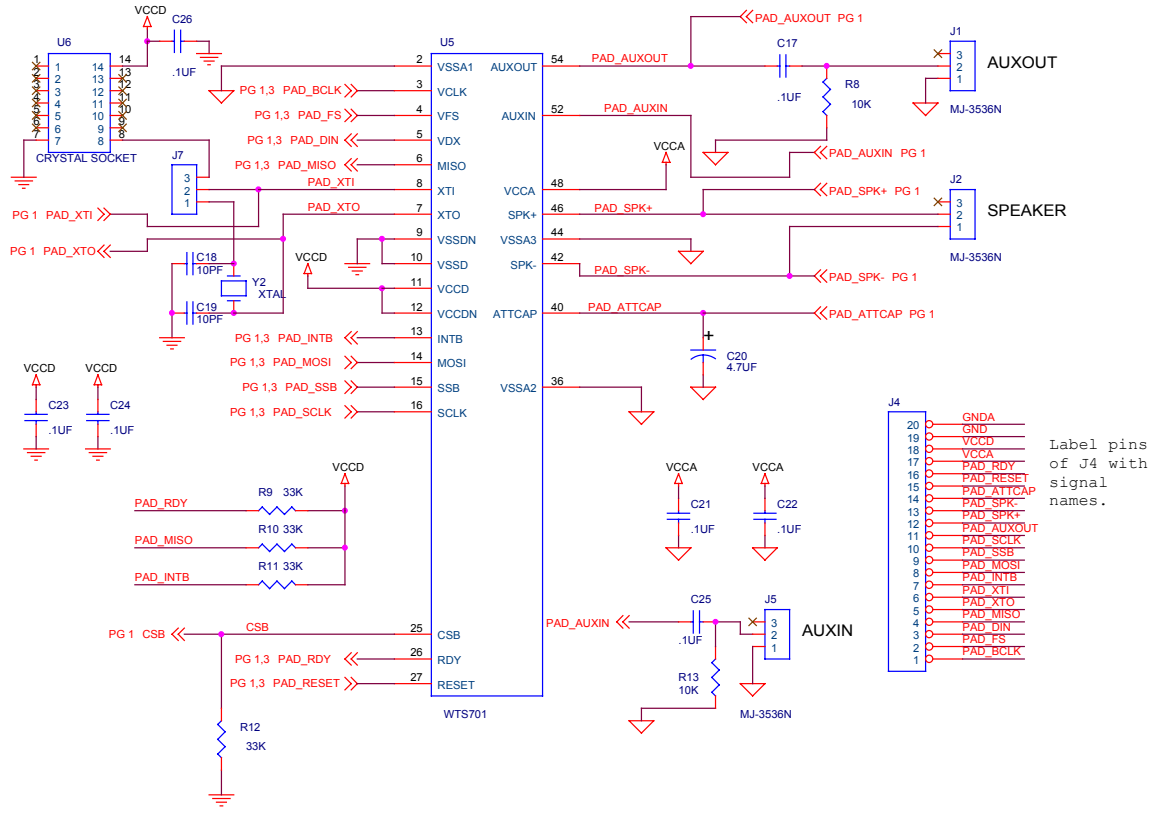 VCCD
C26
.1UF
U6
1
2
3
4
5
6
7
14
13
12
11
10
9
8
1
2
3
4
5
6
7
14
13
12
11
10
9
8
CRYSTAL SOCKET
J7
3
2
1
PG 1,3 PAD_BCLK
PG 1,3 PAD_FS
PG 1,3 PAD_DIN
PG 1,3 PAD_MISO
PAD_XTI
PAD_XTO
PG 1 PAD_XTI
PG 1 PAD_XTO
C18
10PF
C19
10PF
Y2
XTAL
VCCD
PG 1,3 PAD_INTB
PG 1,3 PAD_MOSI
PG 1,3 PAD_SSB
PG 1,3 PAD_SCLK
VCCD
C23
.1UF
VCCD
C24
.1UF
VCCD
PAD_RDY
R9 33K
PAD_MISO
R10 33K
PAD_INTB
R11 33K
PG 1 CSB
CSB
PG 1,3 PAD_RDY
PG 1,3 PAD_RESET
R12
33K
U5
2 VSSA1
3 VCLK
4 VFS
5 VDX
6 MISO
8 XTI
7 XTO
9 VSSDN
10 VSSD
11 VCCD
12 VCCDN
13 INTB
14 MOSI
15 SSB
16 SCLK
25 CSB
26 RDY
27 RESET
AUXOUT 54
AUXIN 52
VCCA 48
SPK+ 46
VSSA3 44
SPK- 42
ATTCAP 40
VSSA2 36
WTS701
PAD_AUXOUT PG 1
PAD_AUXOUT
C17
.1UF
R8
10K
J1
3
2
1
AUXOUT
MJ-3536N
PAD_AUXIN
PAD_AUXIN PG 1
VCCA
PAD_SPK+ PG 1
PAD_SPK+
J2
3
2
1
SPEAKER
MJ-3536N
PAD_SPK-
PAD_SPK- PG 1
PAD_ATTCAP
PAD_ATTCAP PG 1
+
C20
4.7UF
VCCA
C21
.1UF
VCCA
C22
.1UF
PAD_AUXIN
C25
.1UF
R13
10K
J5
3
2
1
AUXIN
MJ-3536N
J4
20 GNDA
19 GND
18 VCCD
17 VCCA
16 PAD_RDY
15 PAD_RESET
14 PAD_ATTCAP
13 PAD_SPK-
12 PAD_SPK+
11 PAD_AUXOUT
10 PAD_SCLK
9 PAD_SSB
8 PAD_MOSI
7 PAD_INTB
6 PAD_XTI
5 PAD_XTO
4 PAD_MISO
3 PAD_DIN
2 PAD_FS
1 PAD_BCLK
Label pins
of J4 with
signal
names.